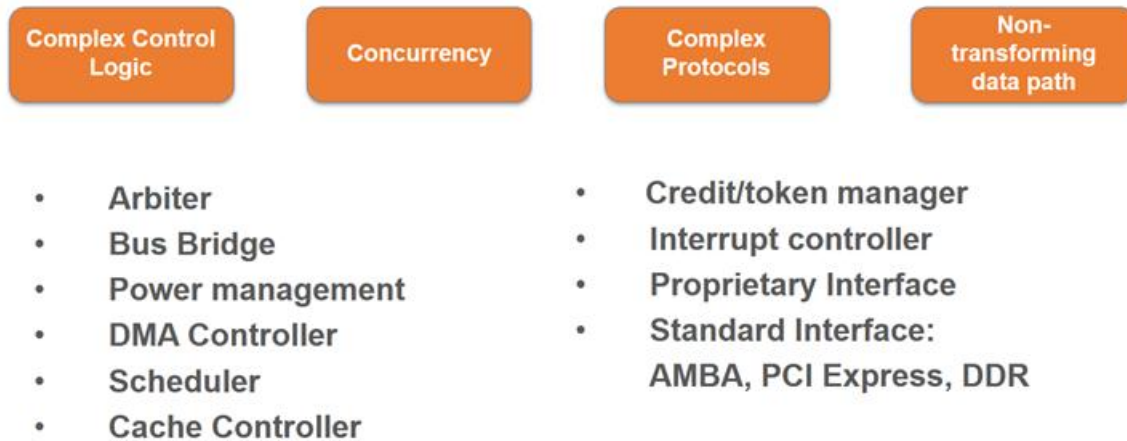 Complex Control
Logic
Concurrency
Complex
Protocols
Non-
transforming
data path
• Arbiter
• Bus Bridge
• Power management
• DMA Controller
• Scheduler
• Cache Controller
• Credit/token manager
• Interrupt controller
• Proprietary Interface
• Standard Interface:
AMBA, PCI Express, DDR